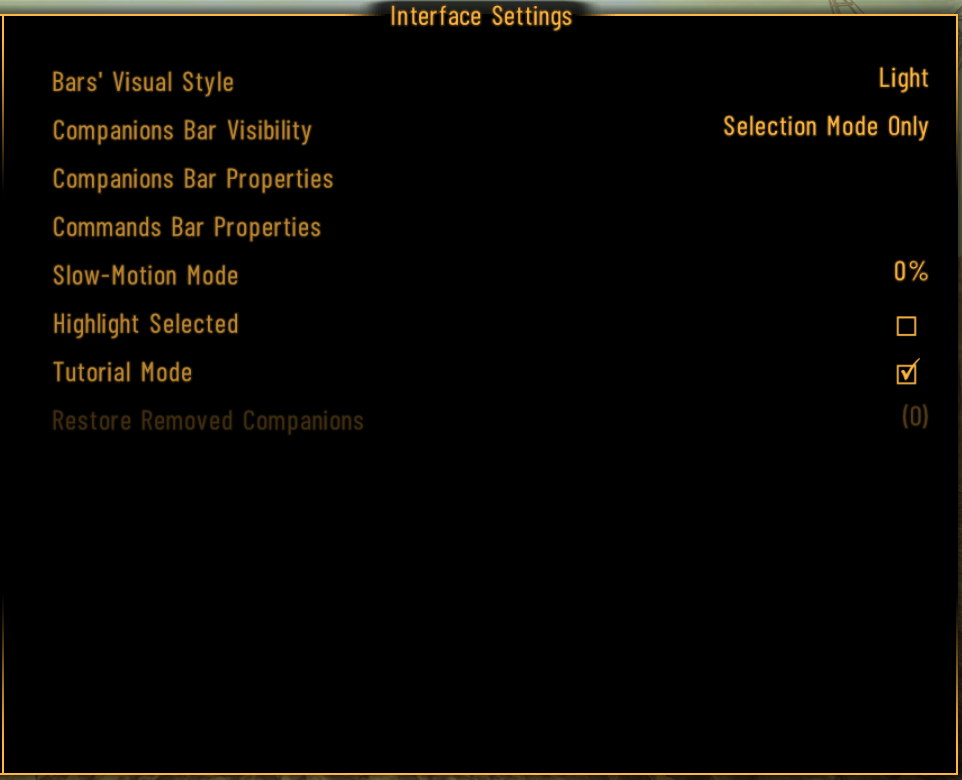 Interface Settings
Bars' Visual Style Light
Companions Bar Visibility Selection Mode Only
Companions Bar Properties
Commands Bar Properties
Slow-Motion Mode 0%
Highlight Selected
Tutorial Mode
Restore Removed Companions (0)